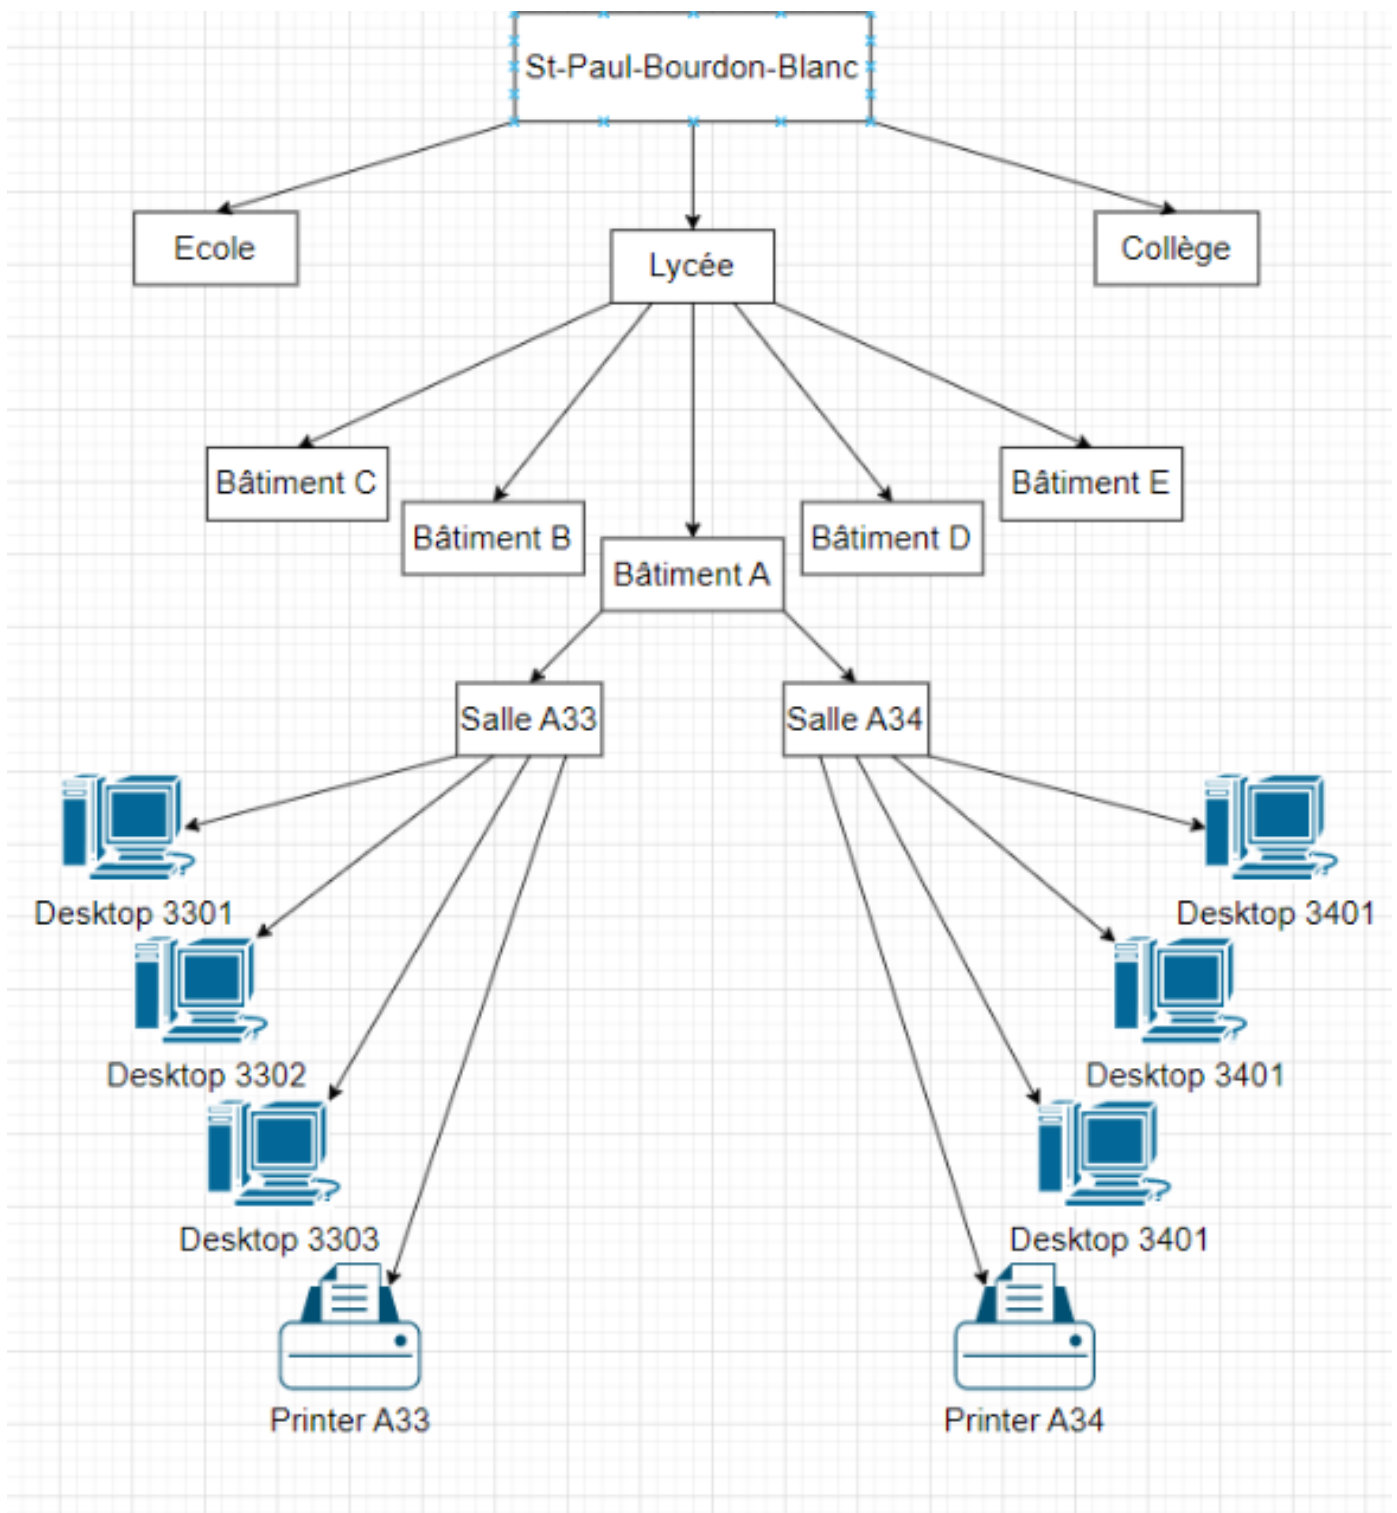 St-Paul-Bourdon-Blanc
Ecole
Lycée
Collège
Bâtiment C
Bâtiment B
Bâtiment A
Bâtiment D
Bâtiment E
Salle A33
Salle A34
Desktop 3301
Desktop 3401
Desktop 3302
Desktop 3401
Desktop 3303
Desktop 3401
Printer A33
Printer A34